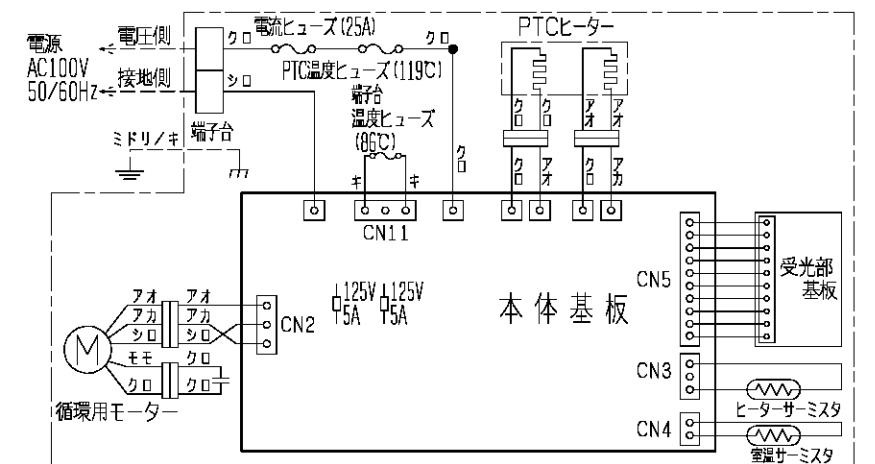 電源
AC100V
50/60Hz
電圧側
接地側
クロ
シロ
端子台
ミドリ/キ
電流ヒューズ(25A)
クロ
PTC温度ヒューズ(119℃)
端子台
温度ヒューズ
(86℃)
キ
キ
クロ
CN11
PTCヒーター
クロ
クロ
アオ
アオ
クロ
アオ
クロ
アカ
125V
5A
125V
5A
本体基板
CN5
受光部
基板
CN2
アオ
アオ
アカ
アカ
シロ
シロ
モモ
クロ
クロ
クロ
M
循環用モーター
CN3
ヒーターサーミスタ
CN4
室温サーミスタ